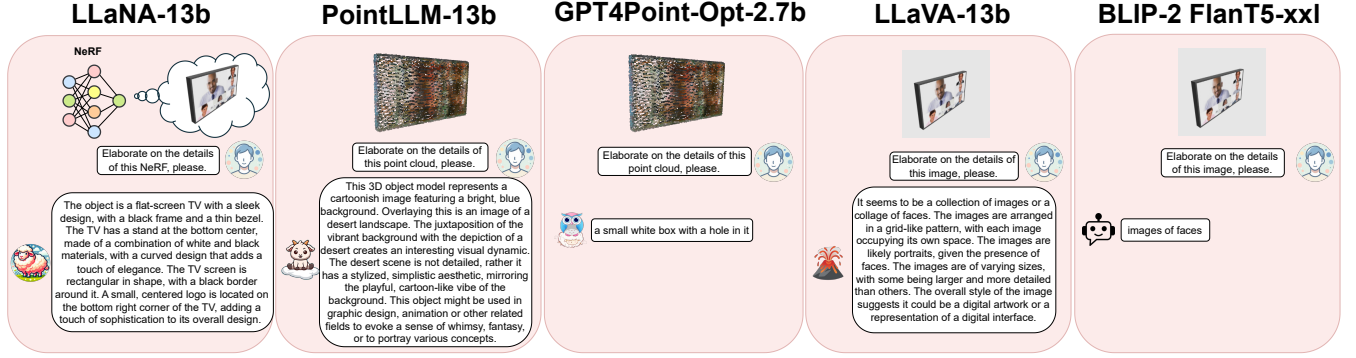 LLaNA-13b
NeRF
Elaborate on the details
of this NeRF, please.
The object is a flat-screen TV with a sleek
design, with a black frame and a thin bezel.
The TV has a stand at the bottom center,
made of a combination of white and black
materials, with a curved design that adds a
touch of elegance. The TV screen is
rectangular in shape, with a black border
around it. A small, centered logo is located on
the bottom right corner of the TV, adding a
touch of sophistication to its overall design.
PointLLM-13b
Elaborate on the details of
this point cloud, please.
This 3D object model represents a
cartoonish image featuring a bright, blue
background. Overlaying this is an image of a
desert landscape. The juxtaposition of the
vibrant background with the depiction of a
desert creates an interesting visual dynamic.
The desert scene is not detailed, rather it
has a stylized, simplistic aesthetic, mirroring
the playful, cartoon-like vibe of the
background. This object might be used in
graphic design, animation or other related
fields to evoke a sense of whimsy, fantasy,
or to portray various concepts.
GPT4Point-Opt-2.7b
Elaborate on the details of this
point cloud, please.
a small white box with a hole in it
LLaVA-13b
Elaborate on the details of
this image, please.
It seems to be a collection of images or a
collage of faces. The images are arranged
in a grid-like pattern, with each image
occupying its own space. The images are
likely portraits, given the presence of
faces. The images are of varying sizes,
with some being larger and more detailed
than others. The overall style of the image
suggests it could be a digital artwork or a
representation of a digital interface.
BLIP-2 FlanT5-xxl
Elaborate on the details
of this image, please.
images of faces